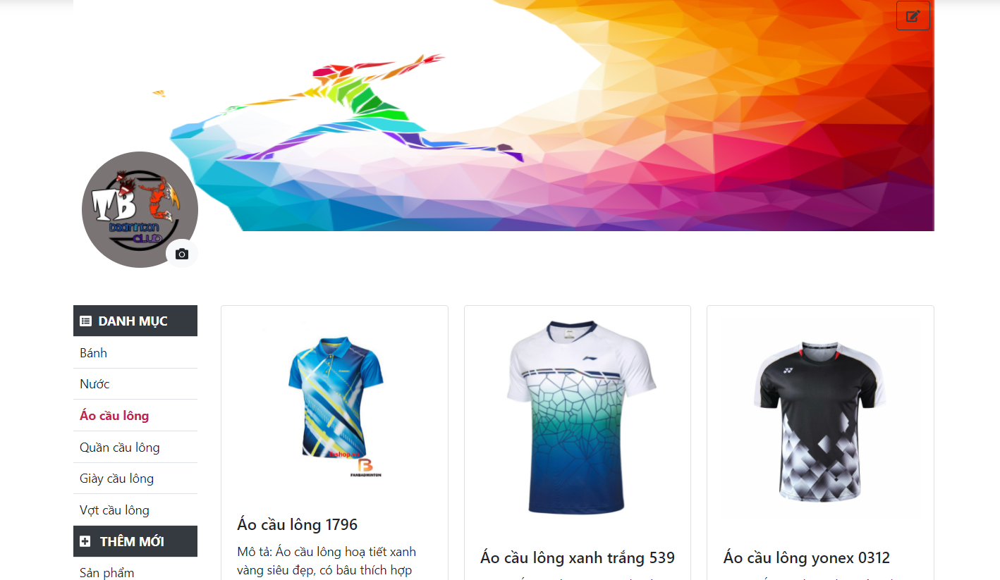 TB
badminton
CLUB
DANH MỤC
Bánh
Nước
Áo cầu lông
Quần cầu lông
Giày cầu lông
Vợt cầu lông
THÊM MỚI
Sản phẩm
FANBADMINTON
Áo cầu lông 1796
Mô tả: Áo cầu lông hoạ tiết xanh
vàng siêu đẹp, có bâu thích hợp
Áo cầu lông xanh trắng 539
Áo cầu lông yonex 0312